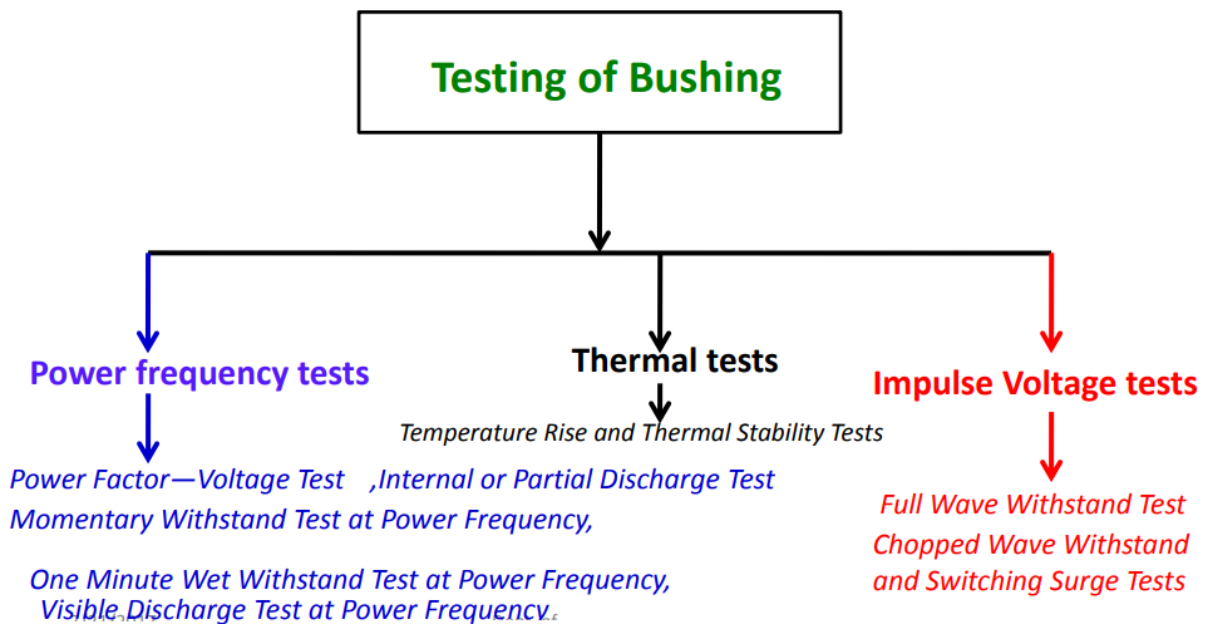 Testing of Bushing
Power frequency tests
Thermal tests
Impulse Voltage tests
Temperature Rise and Thermal Stability Tests
Power Factor—Voltage Test ,Internal or Partial Discharge Test
Momentary Withstand Test at Power Frequency,
One Minute Wet Withstand Test at Power Frequency,
Visible Discharge Test at Power Frequency
Full Wave Withstand Test
Chopped Wave Withstand
and Switching Surge Tests